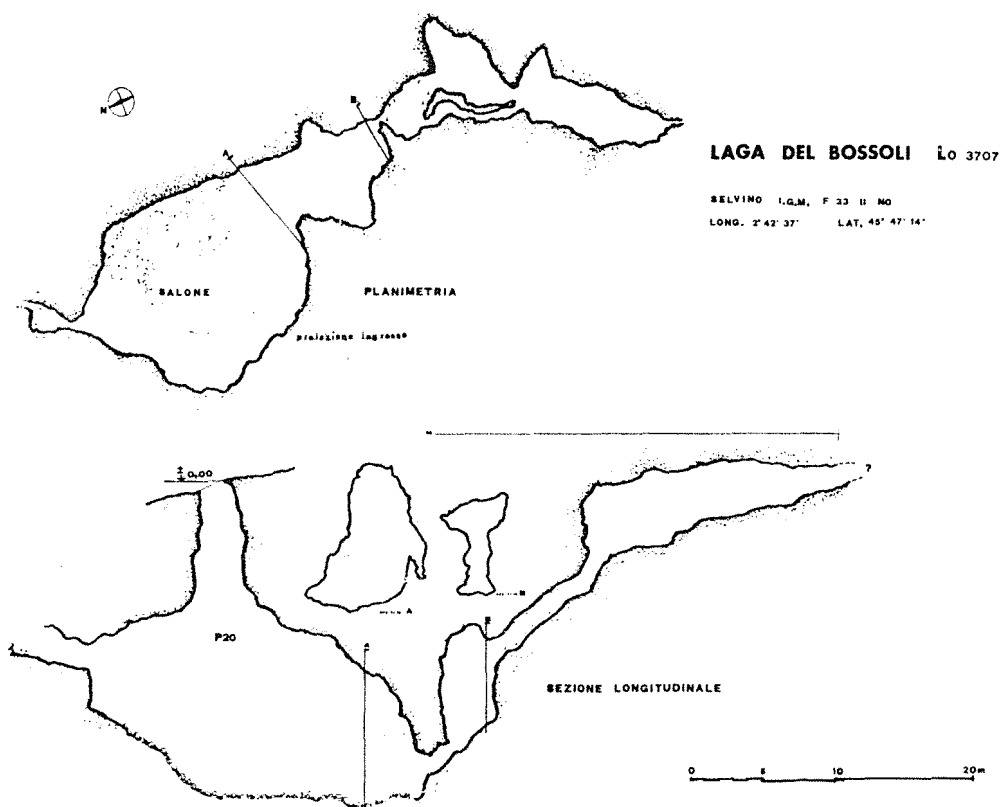 N
B
A
LAGA DEL BOSSOLI Lo 3707
SELVINO I.G.M. F 33 II NO
LONG. 2° 42' 37" LAT. 45° 47' 14"
SALONE
PLANIMETRIA
proiezione ingresso
± 0,00
?
A
B
P20
A
B
SEZIONE LONGITUDINALE
0 5 10 20m